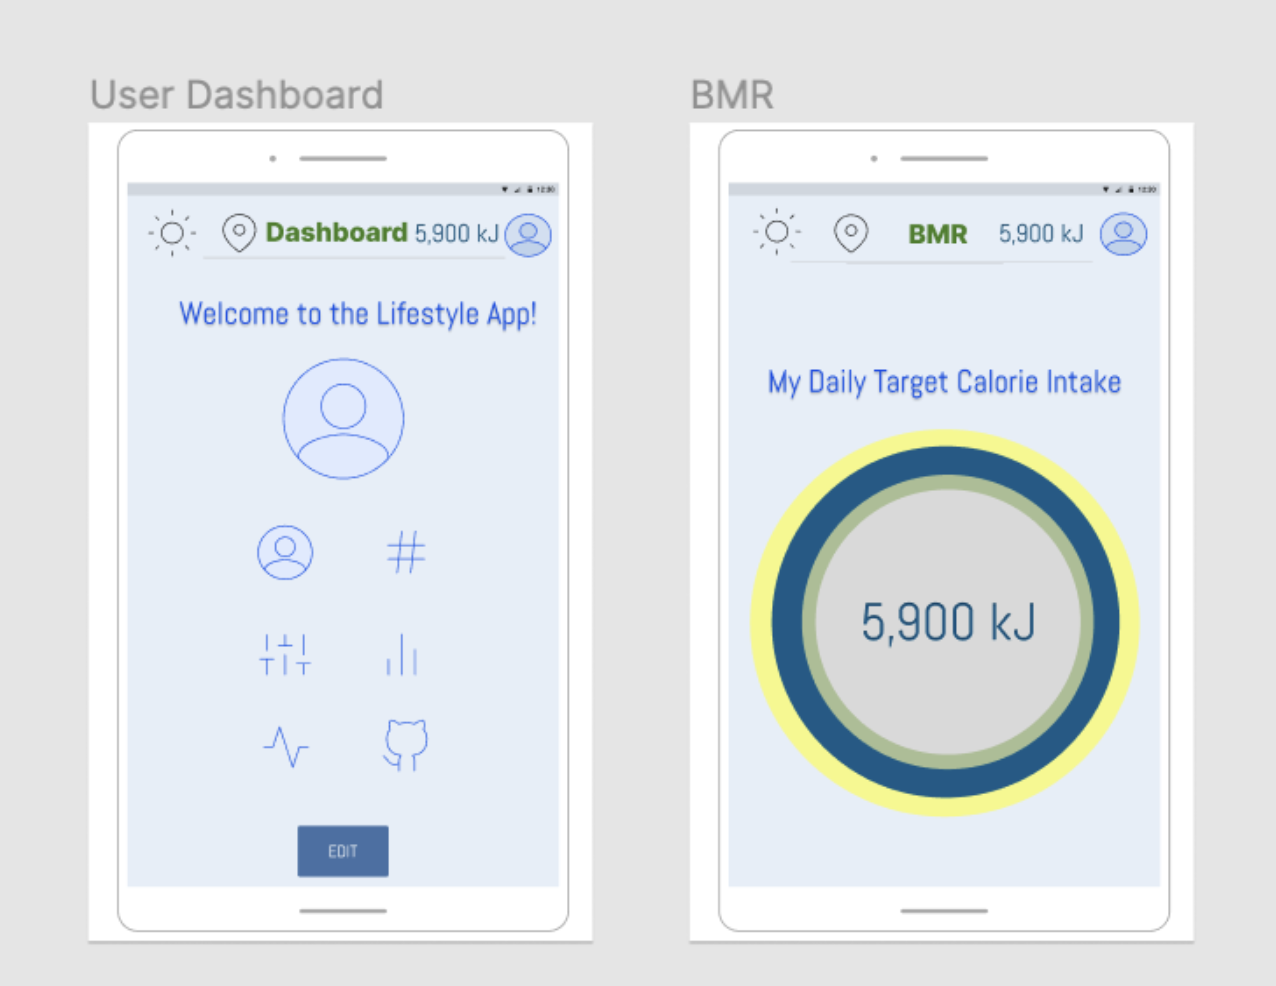 User Dashboard
12:30
Dashboard 5,900 kJ
Welcome to the Lifestyle App!
#
EDIT
BMR
12:30
BMR 5,900 kJ
My Daily Target Calorie Intake
5,900 kJ